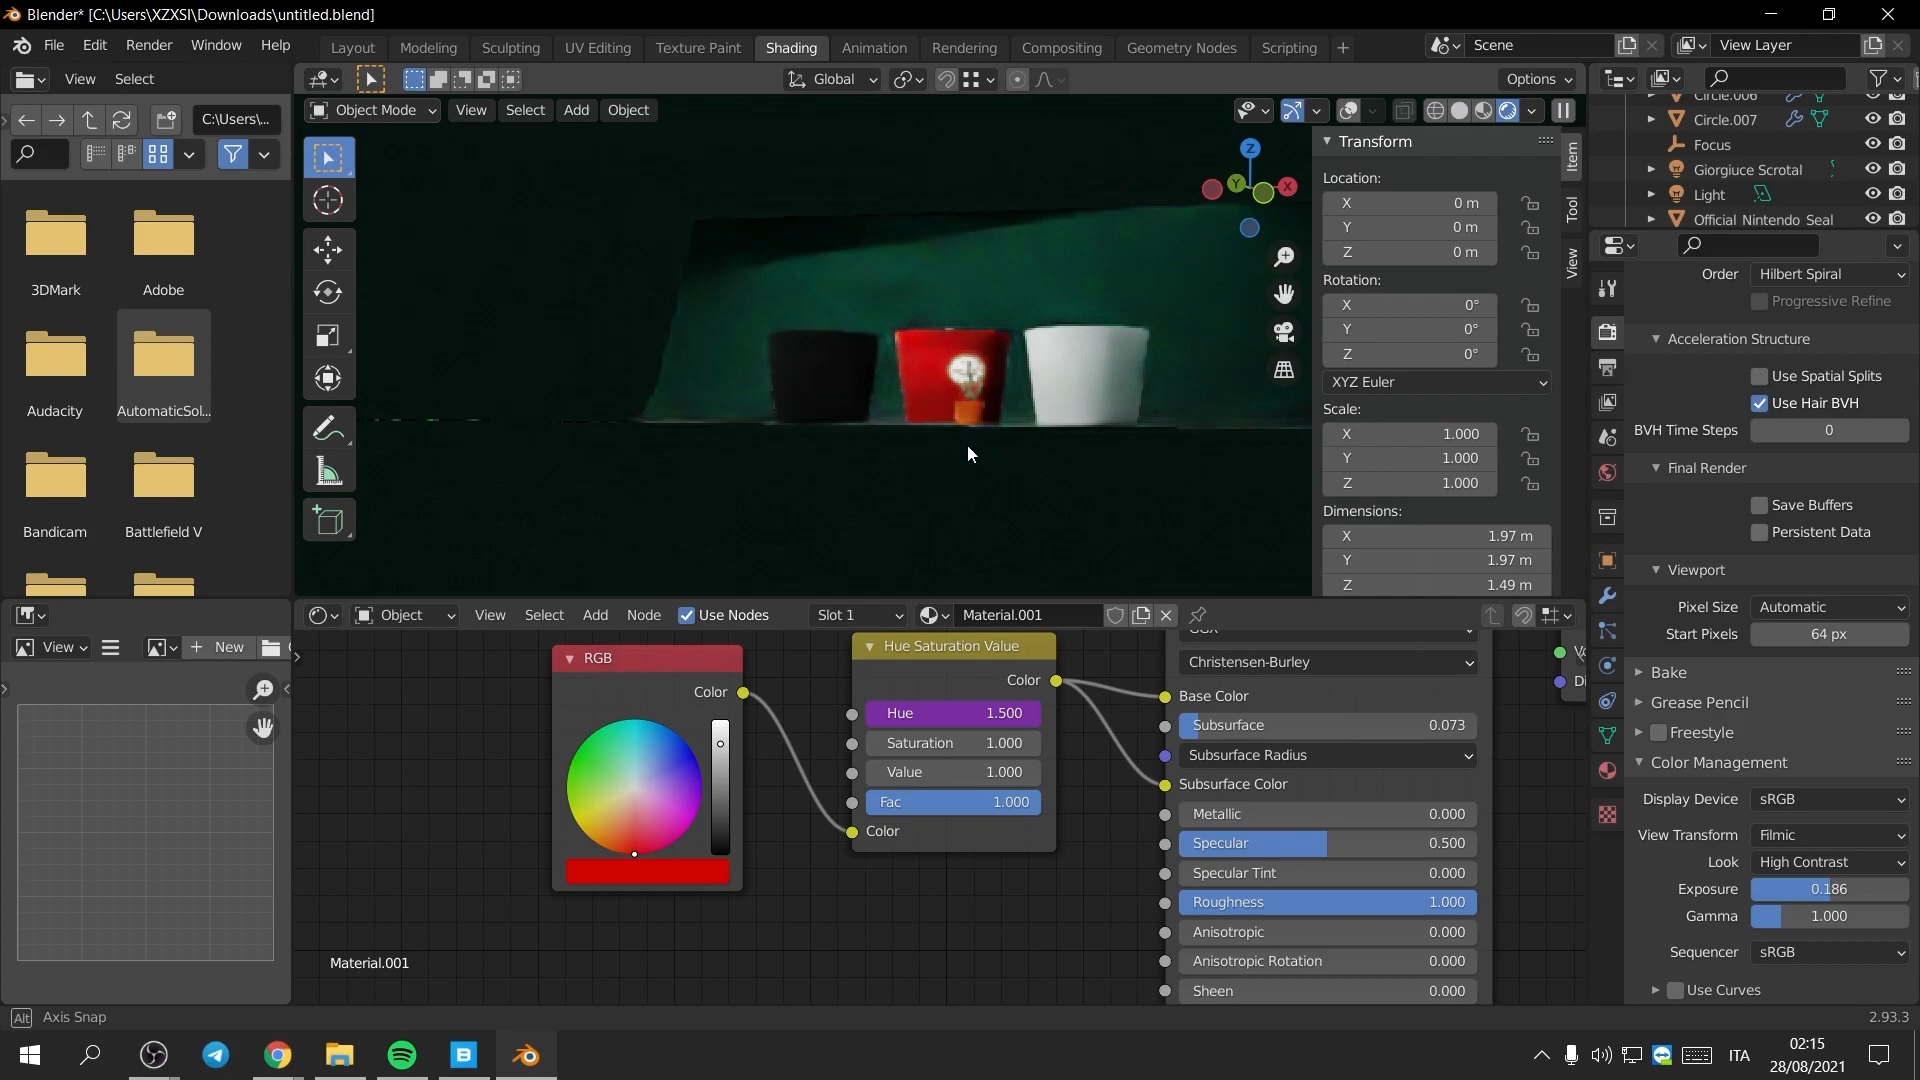 Blender* [C:\Users\XZXSI\Downloads\untitled.blend]
File Edit Render Window Help
Layout Modeling Sculpting UV Editing Texture Paint Shading Animation Rendering Compositing Geometry Nodes Scripting
Scene
View Layer
View Select
Global
Options
Object Mode View Select Add Object
C:\Users\...
3DMark
Adobe
Audacity
AutomaticSol...
Bandicam
Battlefield V
Z
Y
X
Transform
Location:
X 0 m
Y 0 m
Z 0 m
Rotation:
X 0°
Y 0°
Z 0°
XYZ Euler
Scale:
X 1.000
Y 1.000
Z 1.000
Dimensions:
X 1.97 m
Y 1.97 m
Z 1.49 m
Item
Tool
View
Circle.006
Circle.007
Focus
Giorgiuce Scrotal
Light
Official Nintendo Seal
Order Hilbert Spiral
Progressive Refine
Acceleration Structure
Use Spatial Splits
Use Hair BVH
BVH Time Steps 0
Final Render
Save Buffers
Persistent Data
Viewport
Pixel Size Automatic
Start Pixels 64 px
Bake
Grease Pencil
Freestyle
Color Management
Display Device sRGB
View Transform Filmic
Look High Contrast
Exposure 0.186
Gamma 1.000
Sequencer sRGB
Use Curves
View
New
Object View Select Add Node Use Nodes Slot 1 Material.001
RGB
Color
Hue Saturation Value
Color
Hue 1.500
Saturation 1.000
Value 1.000
Fac 1.000
Color
GGX
Christensen-Burley
Base Color
Subsurface 0.073
Subsurface Radius
Subsurface Color
Metallic 0.000
Specular 0.500
Specular Tint 0.000
Roughness 1.000
Anisotropic 0.000
Anisotropic Rotation 0.000
Sheen 0.000
Di
Material.001
Alt Axis Snap
2.93.3
ITA
02:15
28/08/2021